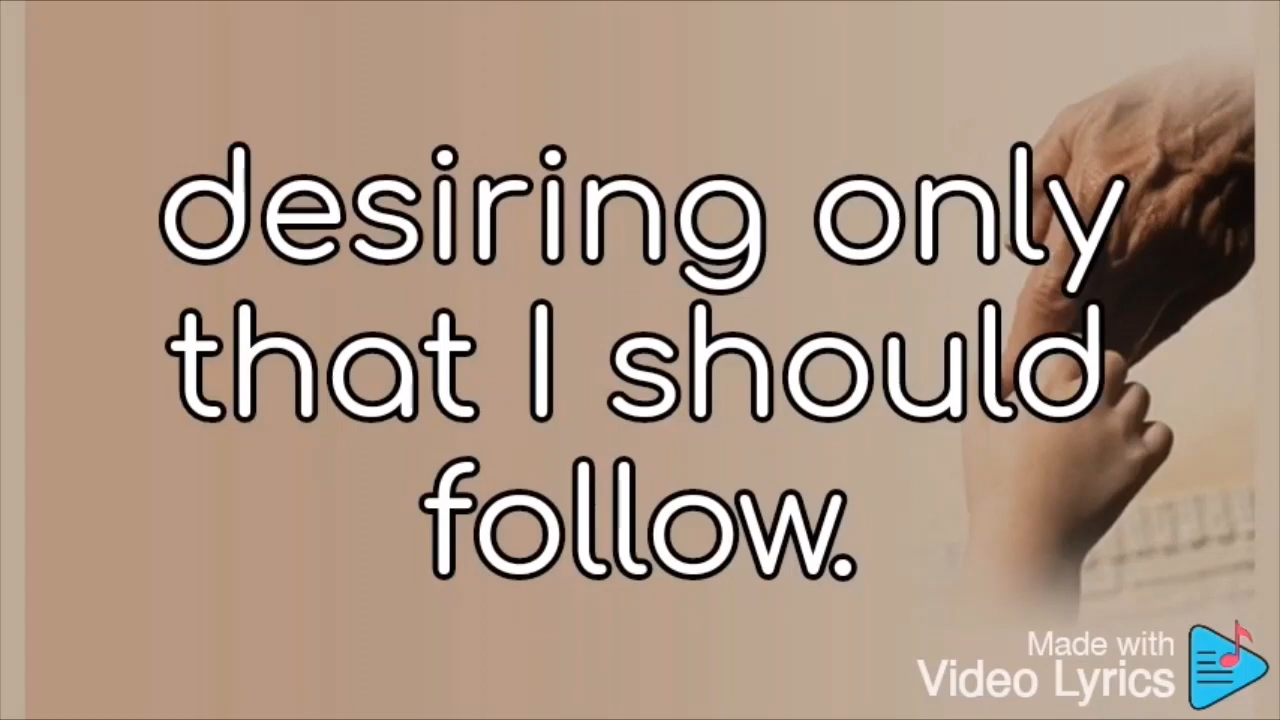 desiring only
that I should
follow.
Made with
Video Lyrics